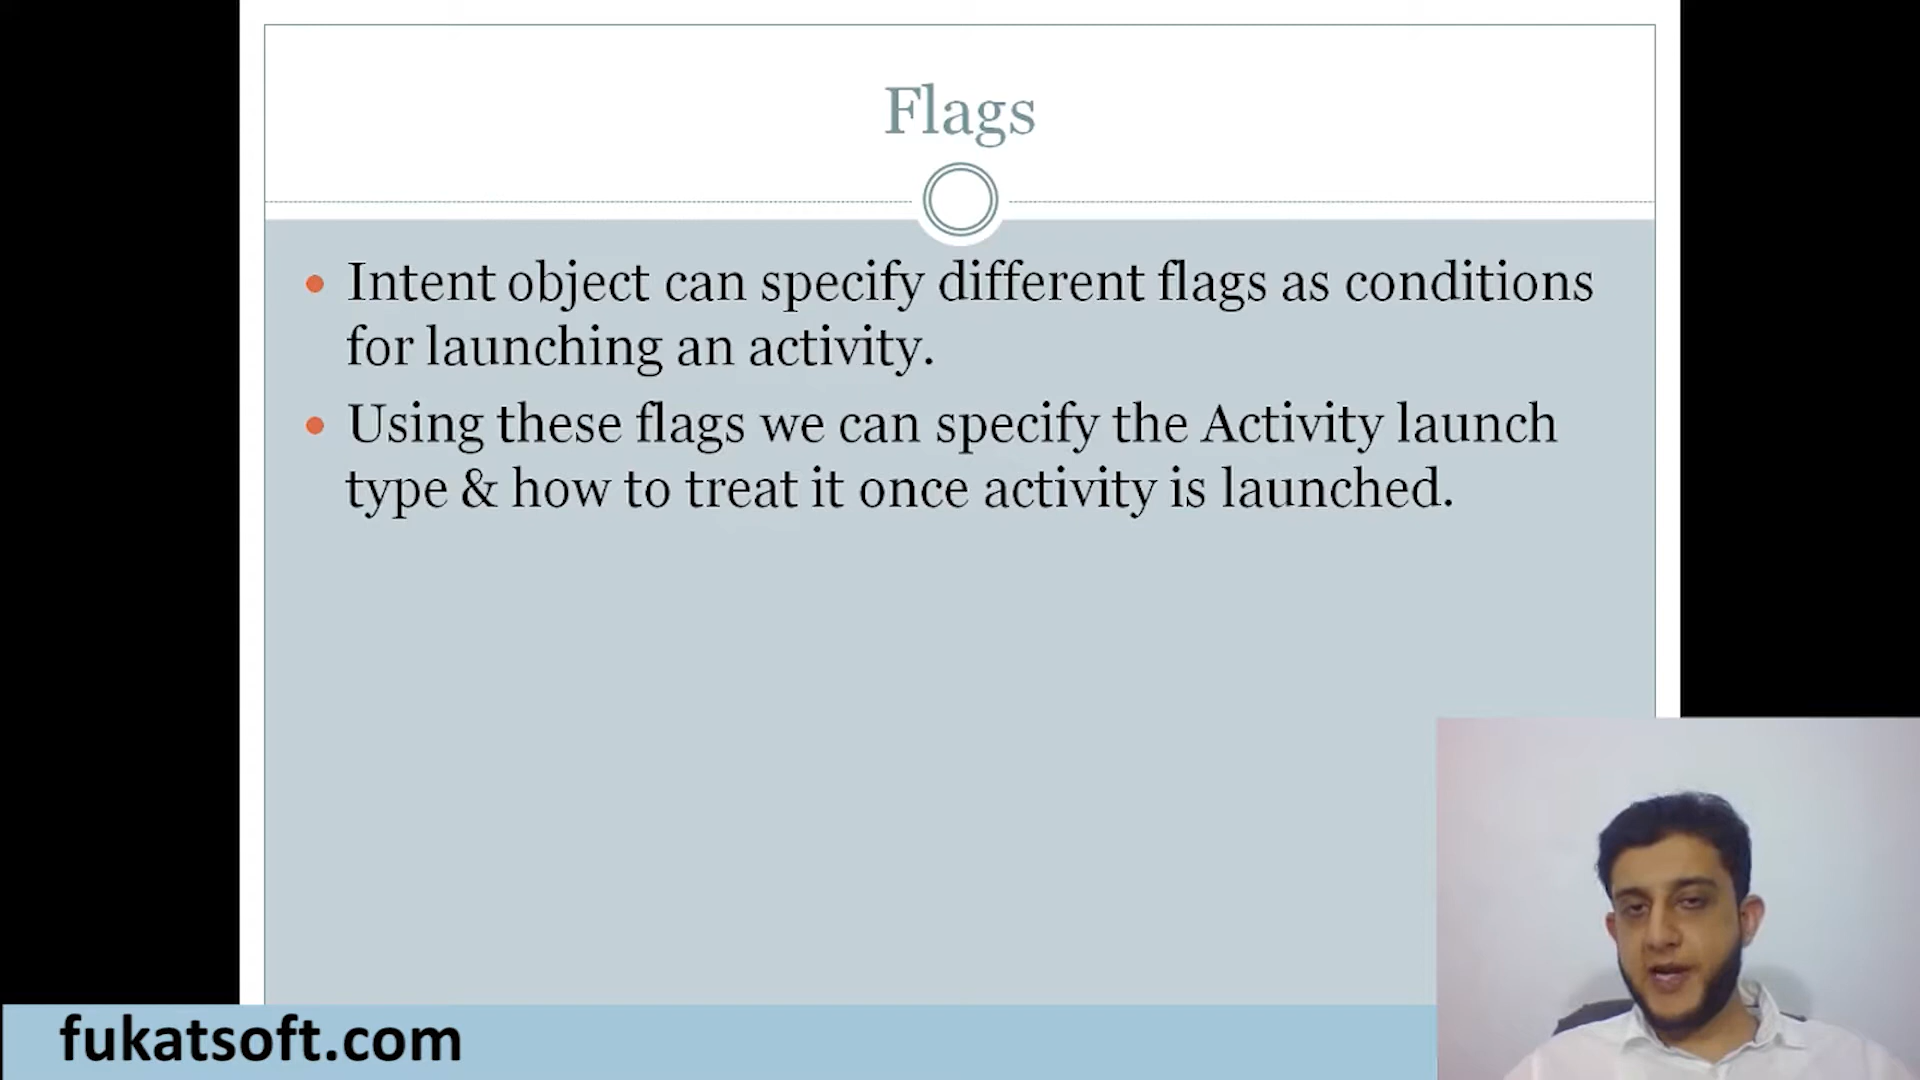 Flags
Intent object can specify different flags as conditions
for launching an activity.
Using these flags we can specify the Activity launch
type & how to treat it once activity is launched.
fukatsoft.com